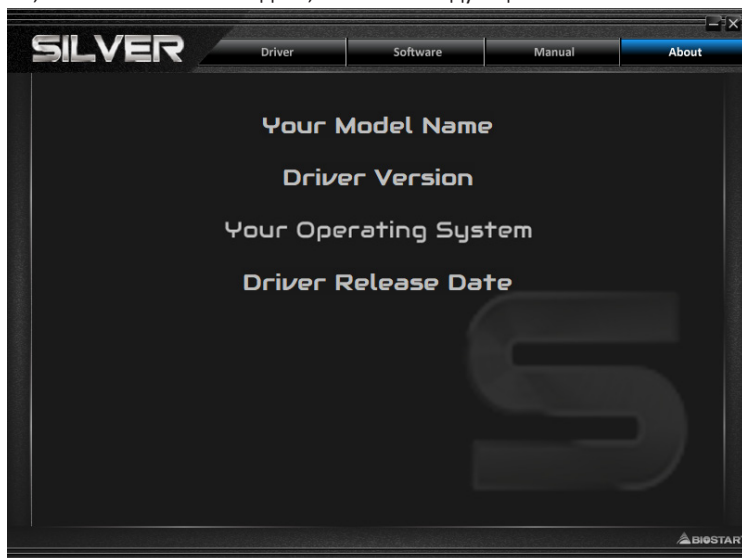 SILVER
Driver Software Manual About
Your Model Name
Driver Version
Your Operating System
Driver Release Date
BIOSTAR